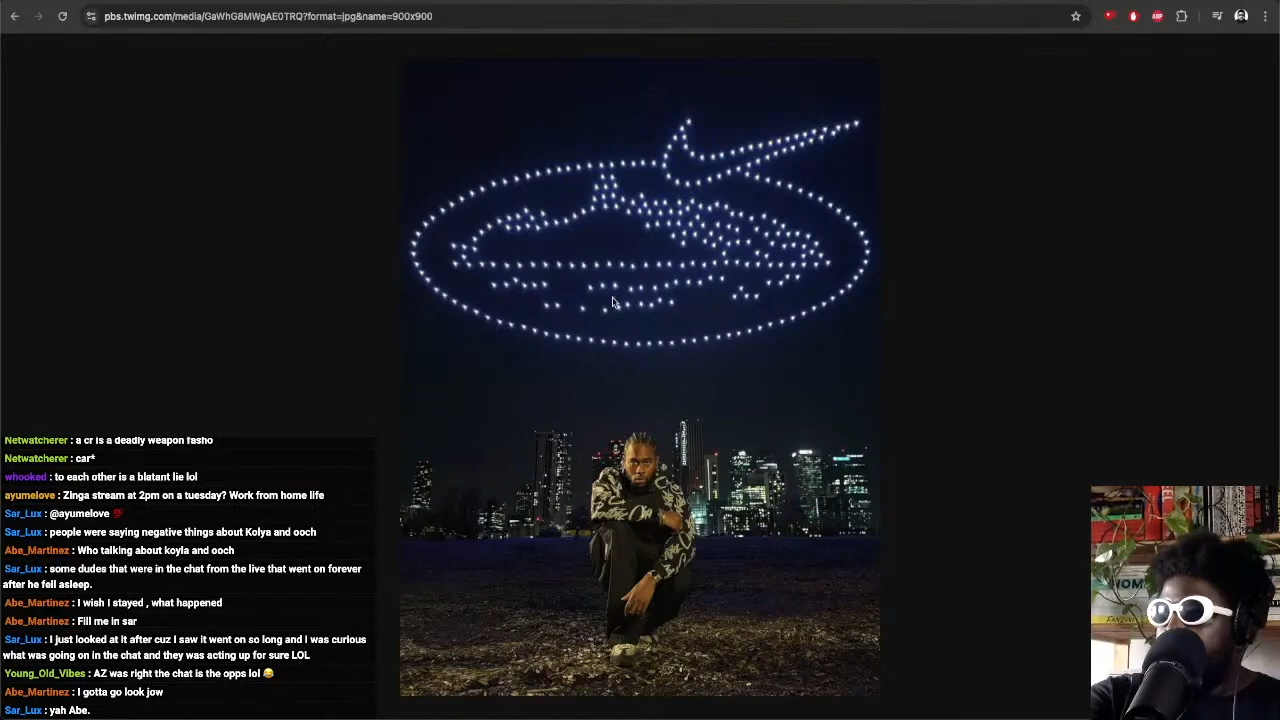 pbs.twimg.com/media/GaWhG8MWgAE0TRQ?format=jpg&name=900x900
ABP
Netwatcherer : a cr is a deadly weapon fasho
Netwatcherer : car*
whooked : to each other is a blatant lie lol
ayumelove : Zinga stream at 2pm on a tuesday? Work from home life
Sar_Lux : @ayumelove 💯
Sar_Lux : people were saying negative things about Kolya and ooch
Abe_Martinez : Who talking about koyla and ooch
Sar_Lux : some dudes that were in the chat from the live that went on forever
after he fell asleep.
Abe_Martinez : I wish I stayed , what happened
Abe_Martinez : Fill me in sar
Sar_Lux : I just looked at it after cuz I saw it went on so long and I was curious
what was going on in the chat and they was acting up for sure LOL
Young_Old_Vibes : AZ was right the chat is the opps lol 😂
Abe_Martinez : I gotta go look jow
Sar_Lux : yah Abe.